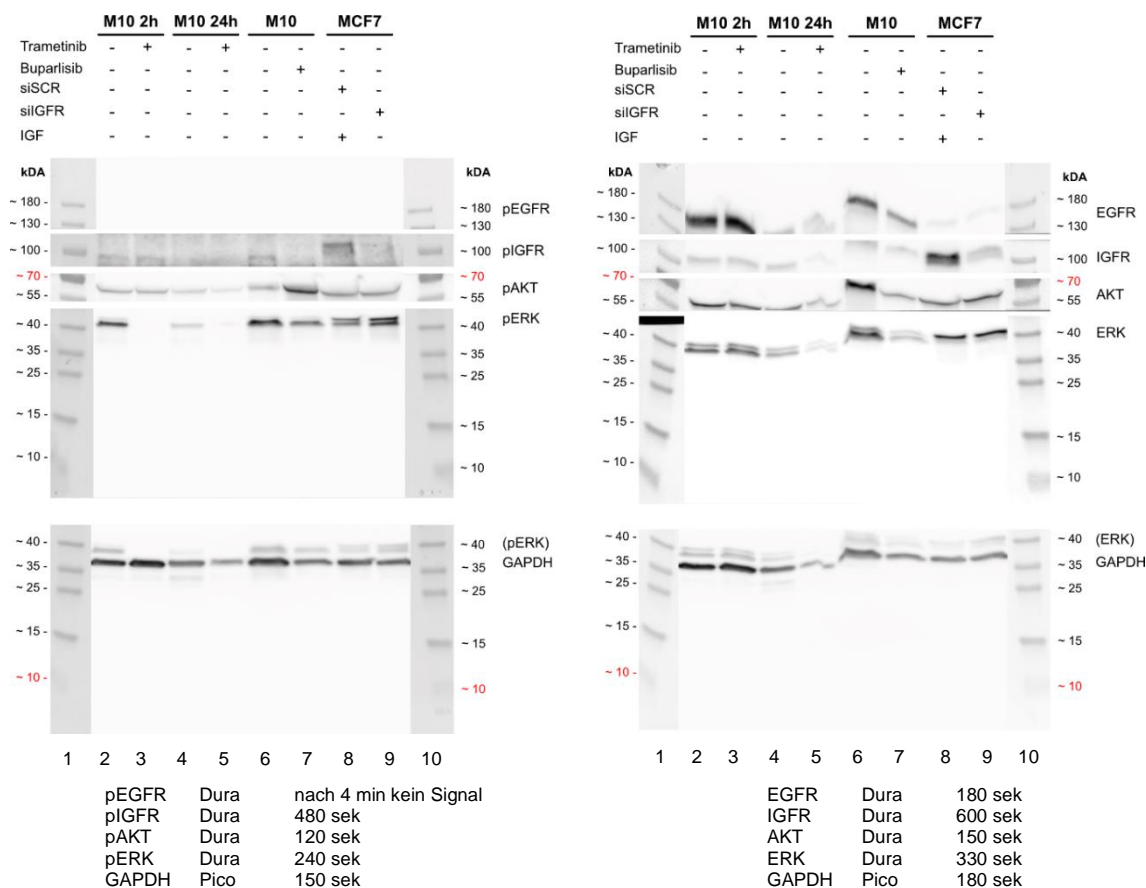 M10 2h M10 24h M10 MCF7
Trametinib - + - + - - - -
Buparlisib - - - - - + - -
siSCR - - - - - - + -
siIGFR - - - - - - - +
IGF - - - - - - + -
kDA kDA
~ 180 - ~ 180 pEGFR
~ 130 - ~ 130
~ 100 - ~ 100 pIGFR
~ 70 - ~ 70
~ 55 - ~ 55 pAKT
~ 40 - ~ 40 pERK
~ 35 - ~ 35
~ 25 - ~ 25
~ 15 - ~ 15
~ 10 - ~ 10
~ 40 - ~ 40 (pERK)
~ 35 - ~ 35 GAPDH
~ 25 - ~ 25
~ 15 - ~ 15
~ 10 - ~ 10
1 2 3 4 5 6 7 8 9 10
pEGFR Dura nach 4 min kein Signal
pIGFR Dura 480 sek
pAKT Dura 120 sek
pERK Dura 240 sek
GAPDH Pico 150 sek
M10 2h M10 24h M10 MCF7
Trametinib - + - + - - - -
Buparlisib - - - - - + - -
siSCR - - - - - - + -
siIGFR - - - - - - - +
IGF - - - - - - + -
kDA kDA
~ 180 - ~ 180 EGFR
~ 130 - ~ 130
~ 100 - ~ 100 IGFR
~ 70 - ~ 70
~ 55 - ~ 55 AKT
~ 40 - ~ 40 ERK
~ 35 - ~ 35
~ 25 - ~ 25
~ 15 - ~ 15
~ 10 - ~ 10
~ 40 - ~ 40 (ERK)
~ 35 - ~ 35 GAPDH
~ 25 - ~ 25
~ 15 - ~ 15
~ 10 - ~ 10
1 2 3 4 5 6 7 8 9 10
EGFR Dura 180 sek
IGFR Dura 600 sek
AKT Dura 150 sek
ERK Dura 330 sek
GAPDH Pico 180 sek